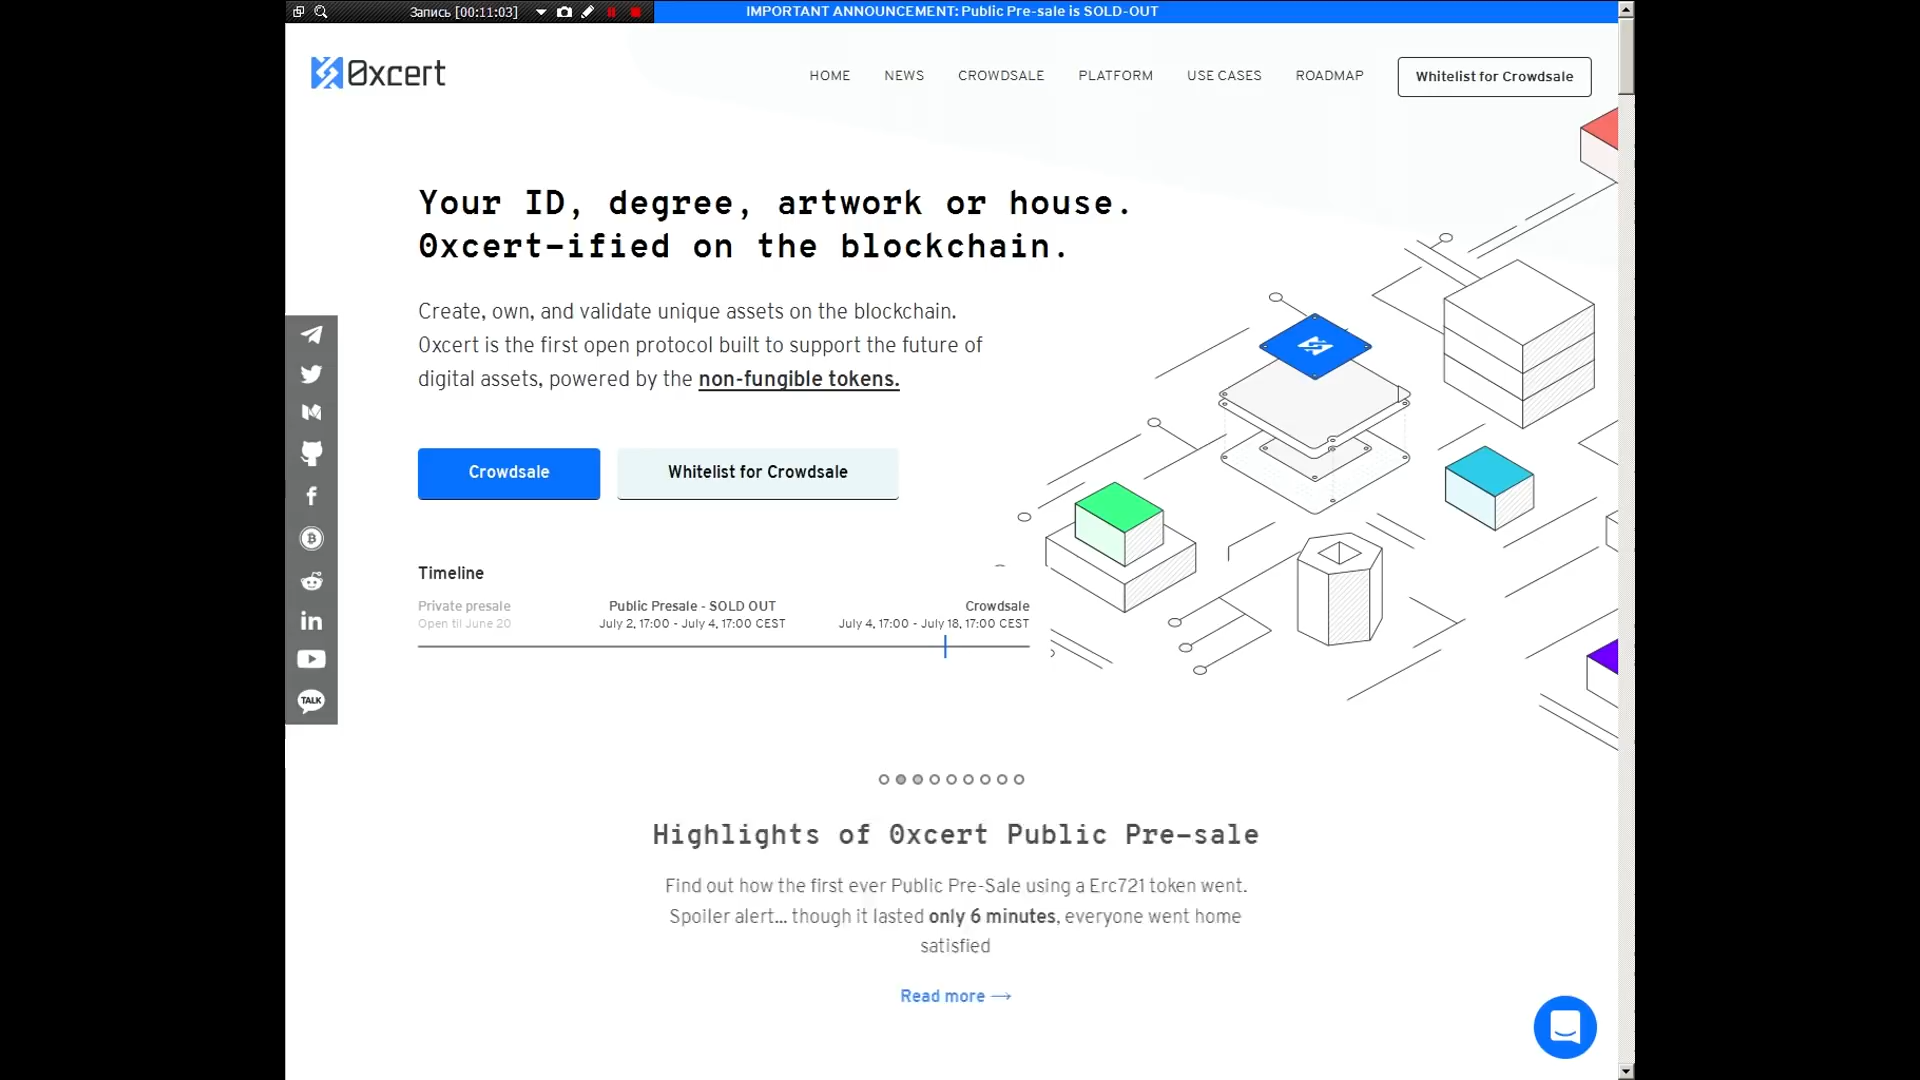 Запись [00:11:03]
IMPORTANT ANNOUNCEMENT: Public Pre-sale is SOLD-OUT
0xcert
HOME
NEWS
CROWDSALE
PLATFORM
USE CASES
ROADMAP
Whitelist for Crowdsale
Your ID, degree, artwork or house.
0xcert-ified on the blockchain.
Create, own, and validate unique assets on the blockchain.
0xcert is the first open protocol built to support the future of
digital assets, powered by the non-fungible tokens.
Crowdsale
Whitelist for Crowdsale
Timeline
Private presale
Open til June 20
Public Presale - SOLD OUT
July 2, 17:00 - July 4, 17:00 CEST
Crowdsale
July 4, 17:00 - July 18, 17:00 CEST
TALK
Highlights of 0xcert Public Pre-sale
Find out how the first ever Public Pre-Sale using a Erc721 token went.
Spoiler alert... though it lasted only 6 minutes, everyone went home
satisfied
Read more →